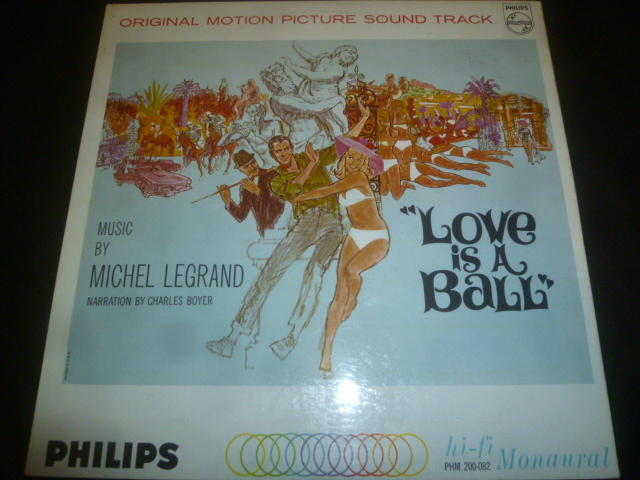 ORIGINAL MOTION PICTURE SOUND TRACK
PHILIPS
MUSIC
BY
MICHEL LEGRAND
NARRATION BY CHARLES BOYER
"LOVE
IS A
BALL"
PHILIPS
hi-fi
PHM 200-082
Monaural